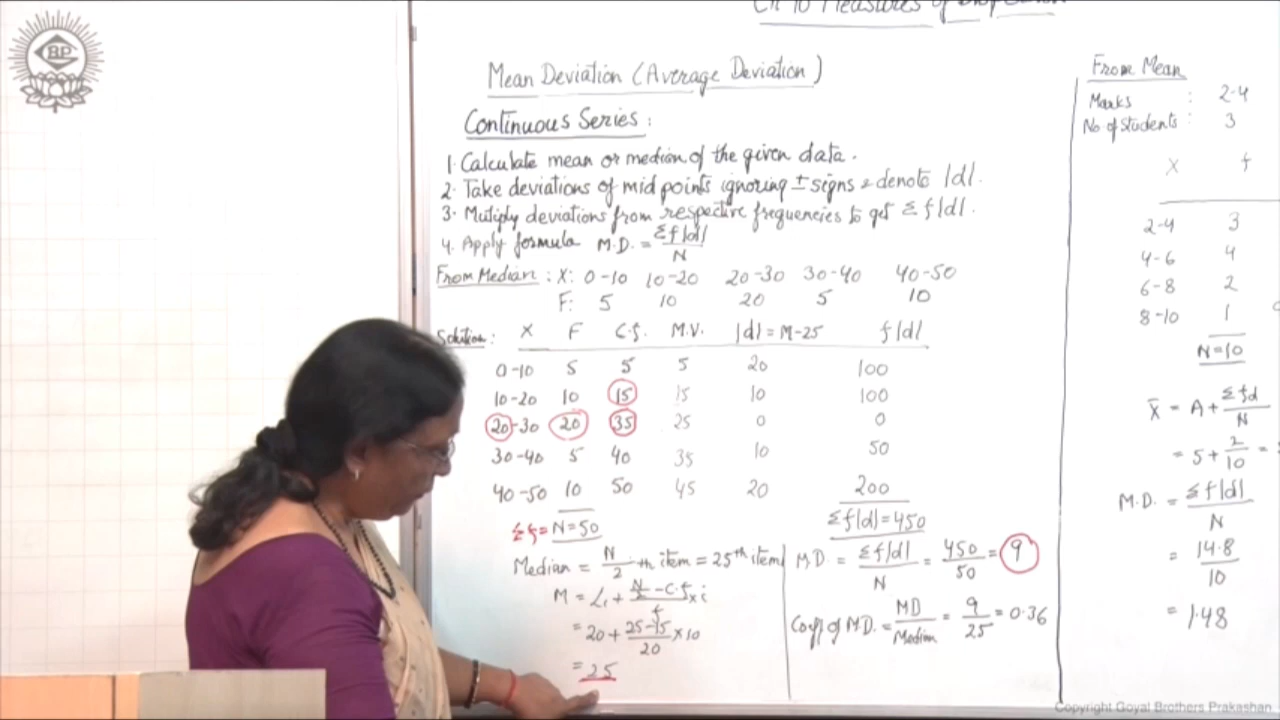 Ch 10 Measures of Dispersion
BP
Mean Deviation (Average Deviation)
Continuous Series:
1. Calculate mean or median of the given data.
2. Take deviations of mid points ignoring ± signs & denote |d|.
3. Mutiply deviations from respective frequencies to get Σf|d|.
4. Apply formula M.D. = Σf|d| / N
From Median: X: 0-10 10-20 20-30 30-40 40-50
F: 5 10 20 5 10
Solution: X F C.f. M.V. |d| = M-25 f|d|
0-10 5 5 5 20 100
10-20 10 15 15 10 100
20-30 20 35 25 0 0
30-40 5 40 35 10 50
40-50 10 50 45 20 200
Σf = N=50 Σf|d| = 450
Median = N/2 th item = 25th item
M = L1 + (N/2 - C.f.)/f × i
= 20 + (25-15)/20 × 10
= 25
M.D. = Σf|d| / N = 450/50 = 9
Coeff of M.D. = MD/Median = 9/25 = 0.36
From Mean
Marks : 2-4
No of Students : 3
X f
2-4 3
4-6 4
6-8 2
8-10 1
N=10
X̄ = A + Σfd/N
= 5 + 2/10 =
M.D. = Σf|d| / N
= 14.8/10
= 1.48
Copyright Goyal Brothers Prakashan